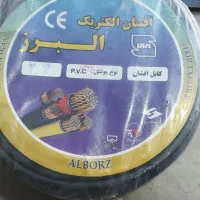 افشان الکتریک
CE
البرز
کابل افشان
نوع پوشش: P.V.C
ALBORZ